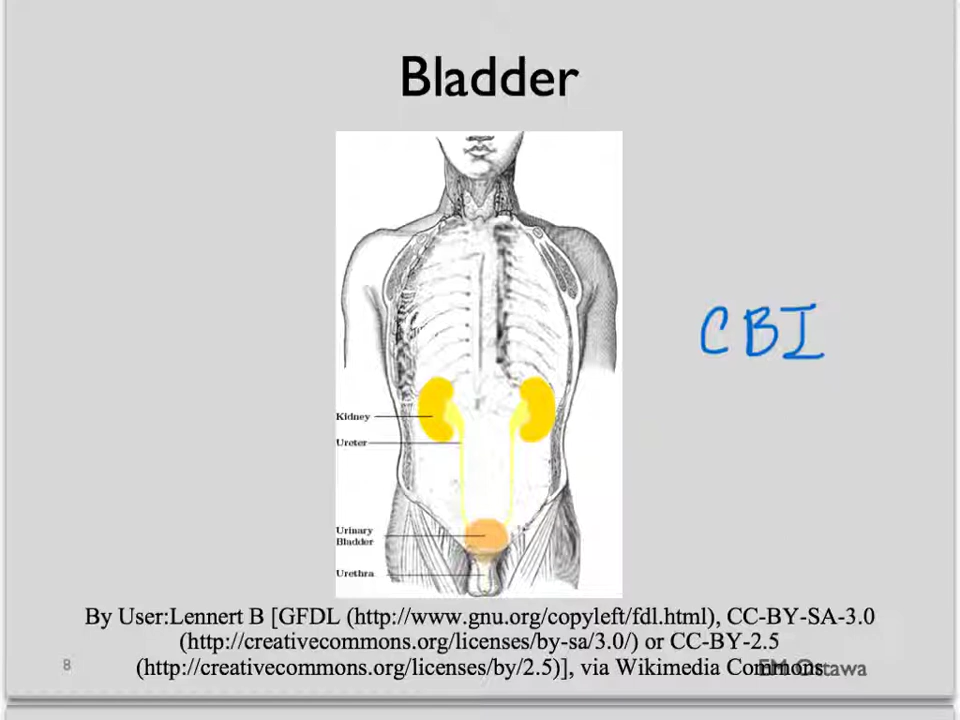 Bladder
CBI
Kidney
Ureter
Urinary
Bladder
Urethra
By User:Lennert B [GFDL (http://www.gnu.org/copyleft/fdl.html), CC-BY-SA-3.0
(http://creativecommons.org/licenses/by-sa/3.0/) or CC-BY-2.5
(http://creativecommons.org/licenses/by/2.5)], via Wikimedia Commons
8
EM Ottawa